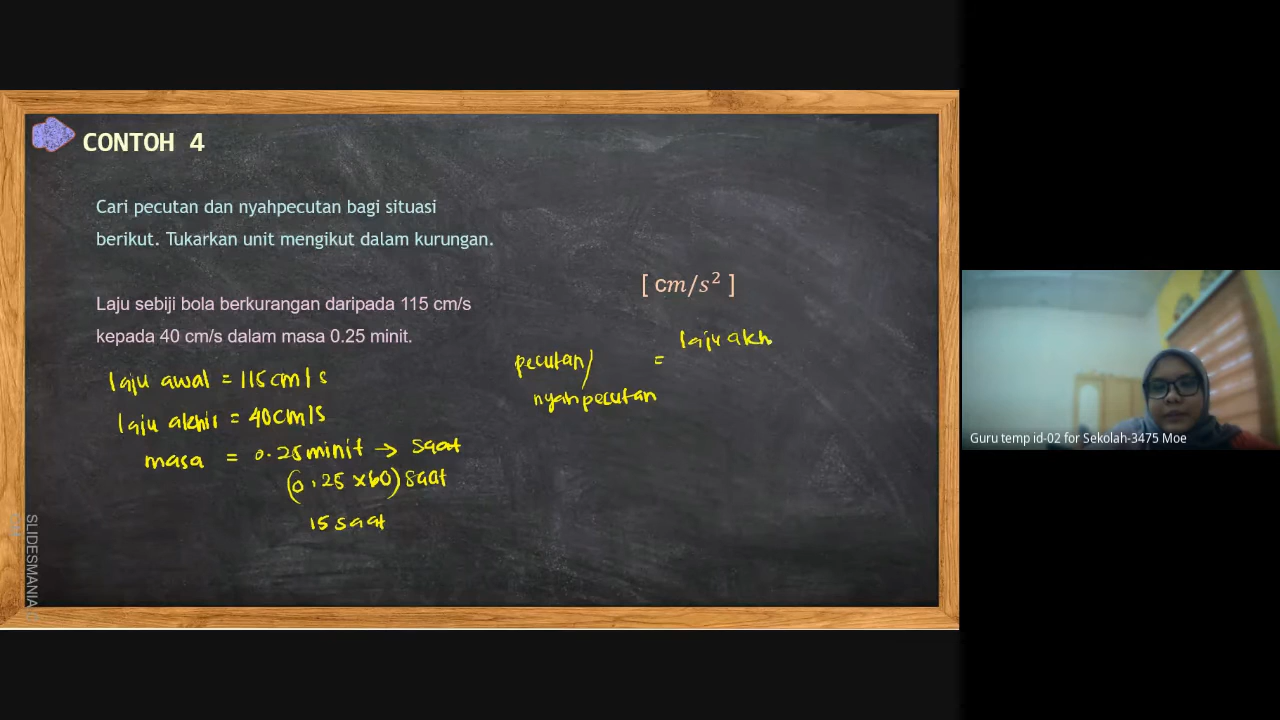 CONTOH 4
Cari pecutan dan nyahpecutan bagi situasi
berikut. Tukarkan unit mengikut dalam kurungan.
Laju sebiji bola berkurangan daripada 115 cm/s
kepada 40 cm/s dalam masa 0.25 minit.
laju awal = 115cm/s
laju akhir = 40cm/s
masa = 0.25minit → saat
(0.25 × 60) saat
15 saat
[ cm/s² ]
pecutan/ = laju akh
nyahpecutan
SLIDESMANIA
Guru temp id-02 for Sekolah-3475 Moe